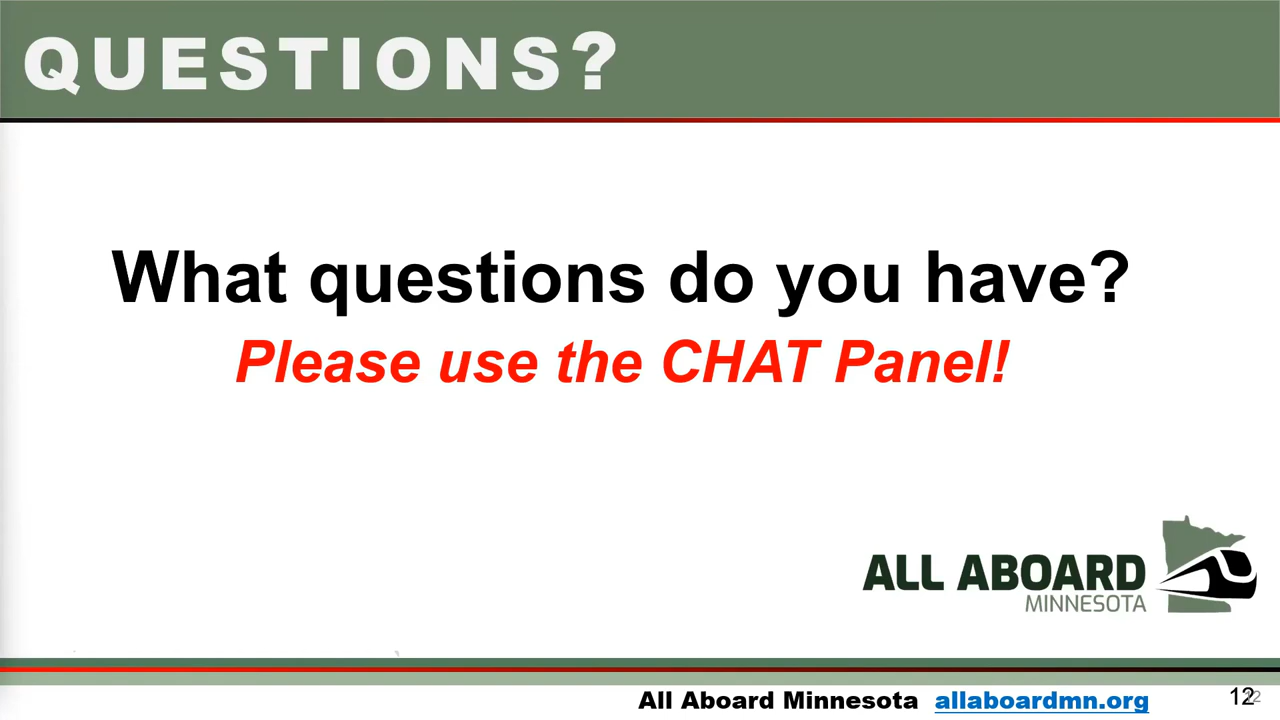 QUESTIONS?
What questions do you have?
Please use the CHAT Panel!
ALL ABOARD
MINNESOTA
All Aboard Minnesota allaboardmn.org
12
12